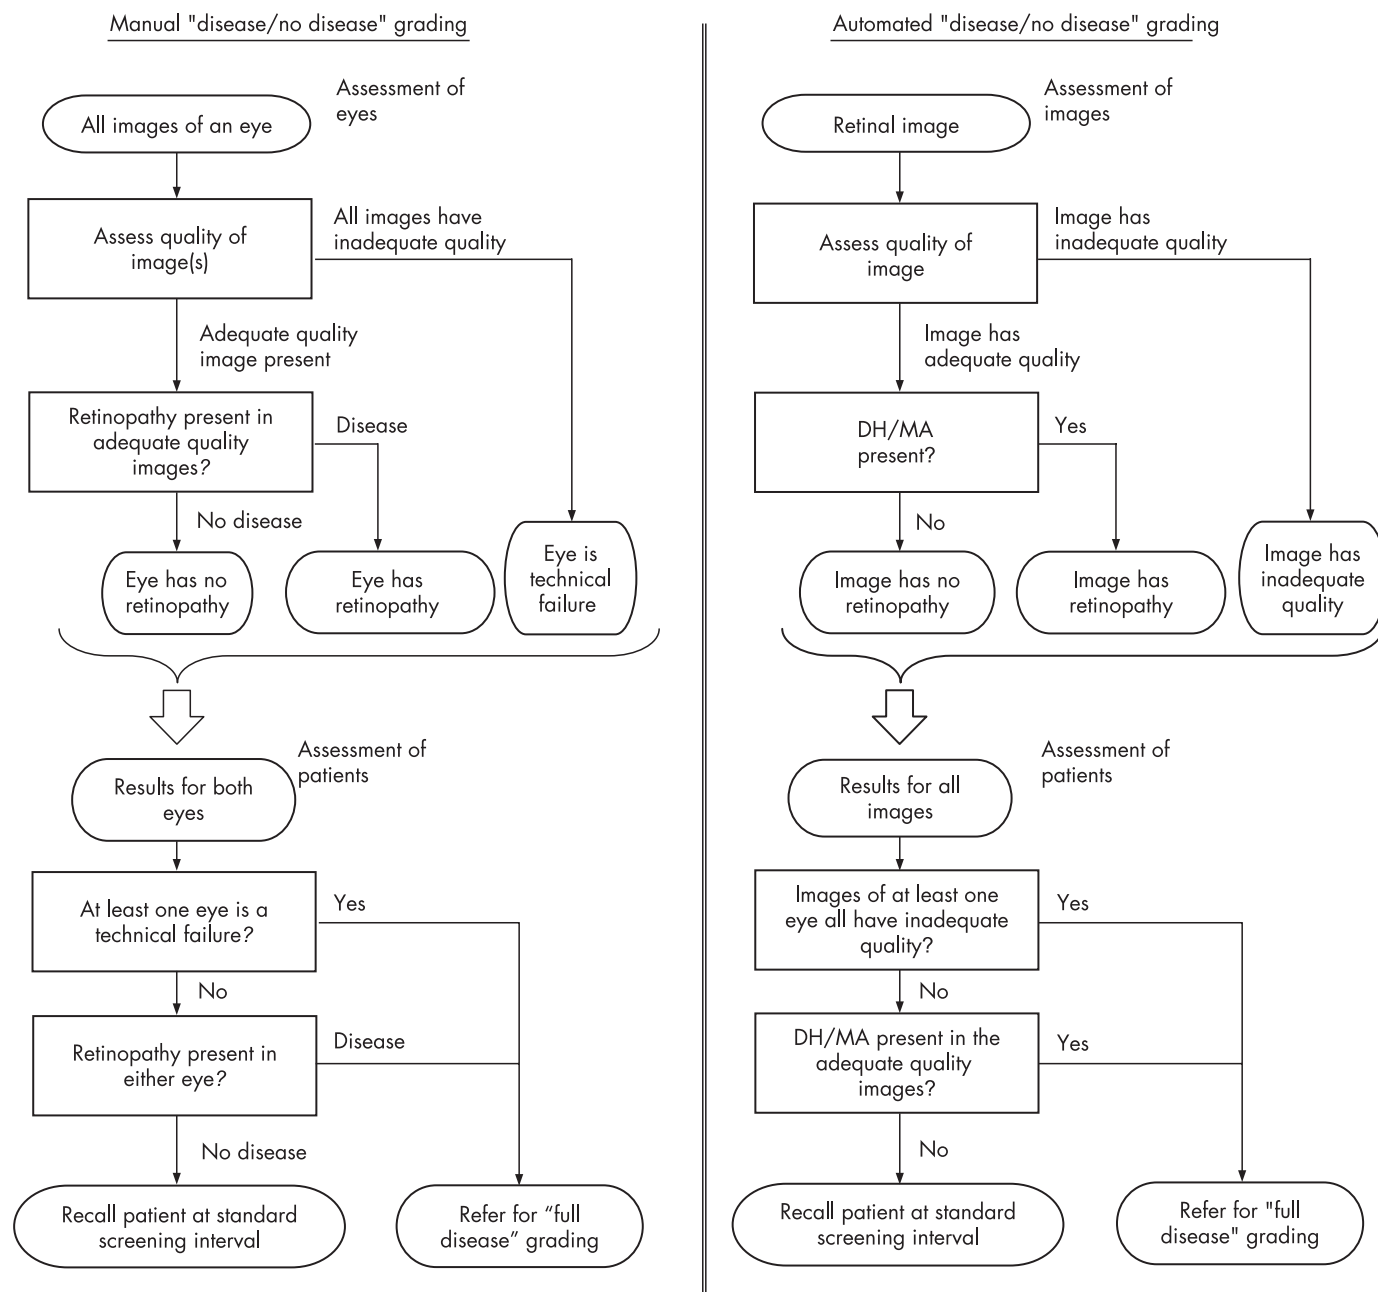 Manual "disease/no disease" grading
Assessment of
eyes
All images of an eye
Assess quality of
image(s)
All images have
inadequate quality
Adequate quality
image present
Retinopathy present in
adequate quality
images?
Disease
No disease
Eye has no
retinopathy
Eye has
retinopathy
Eye is
technical
failure
Assessment of
patients
Results for both
eyes
At least one eye is a
technical failure?
Yes
No
Retinopathy present in
either eye?
Disease
No disease
Recall patient at standard
screening interval
Refer for “full
disease” grading
Automated "disease/no disease" grading
Assessment of
images
Retinal image
Assess quality of
image
Image has
inadequate quality
Image has
adequate quality
DH/MA
present?
Yes
No
Image has no
retinopathy
Image has
retinopathy
Image has
inadequate
quality
Assessment of
patients
Results for all
images
Images of at least one
eye all have inadequate
quality?
Yes
No
DH/MA present in the
adequate quality
images?
Yes
No
Recall patient at standard
screening interval
Refer for "full
disease" grading